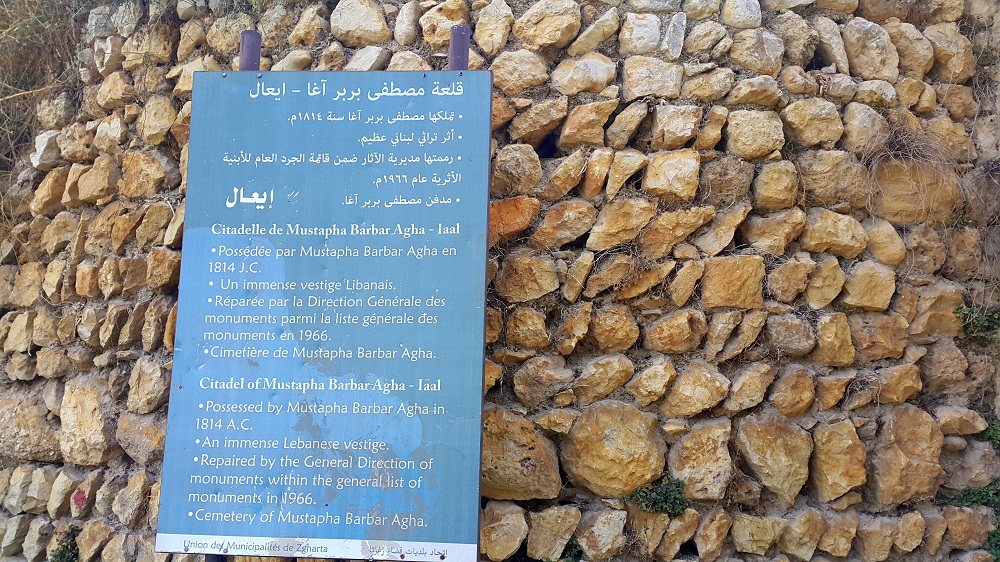 قلعة مصطفى بربر آغا - ايعال
• تملكها مصطفى بربر آغا سنة ١٨١٤م.
• أثر تراثي لبناني عظيم.
• رممتها مديرية الآثار ضمن قائمة الجرد العام للأبنية
الأثرية عام ١٩٦٦م.
• مدفن مصطفى بربر آغا.
إيعـال
Citadelle de Mustapha Barbar Agha - Iaal
•Possédée par Mustapha Barbar Agha en
1814 J.C.
• Un immense vestige Libanais.
•Réparée par la Direction Générale des
monuments parmi la liste générale des
monuments en 1966.
•Cimetière de Mustapha Barbar Agha.
Citadel of Mustapha Barbar Agha - Iaal
•Possessed by Mustapha Barbar Agha in
1814 A.C.
•An immense Lebanese vestige.
•Repaired by the General Direction of
monuments within the general list of
monuments in 1966.
•Cemetery of Mustapha Barbar Agha.
Union des Municipalités de Zgharta
اتحاد بلديات قضاء زغرتا